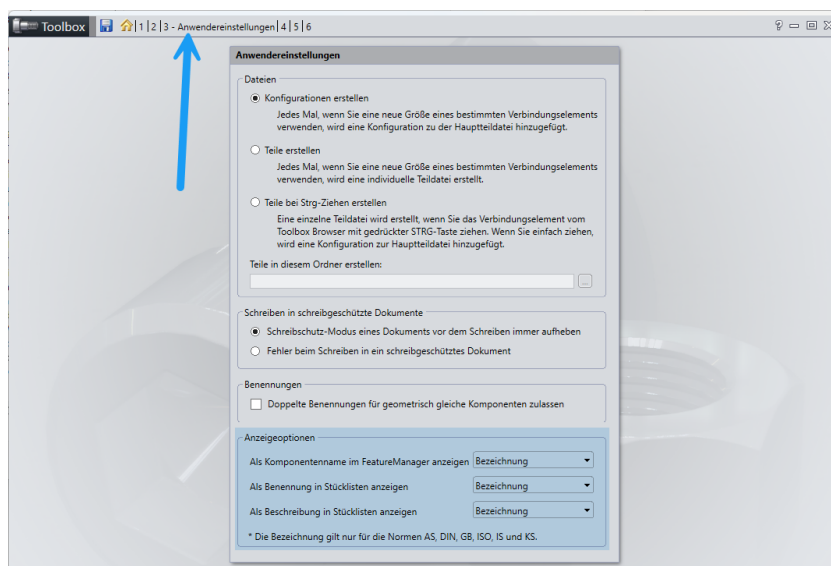 Toolbox 1 | 2 | 3 - Anwendereinstellungen | 4 | 5 | 6
Anwendereinstellungen
Dateien
Konfigurationen erstellen
Jedes Mal, wenn Sie eine neue Größe eines bestimmten Verbindungselements
verwenden, wird eine Konfiguration zu der Hauptteildatei hinzugefügt.
Teile erstellen
Jedes Mal, wenn Sie eine neue Größe eines bestimmten Verbindungselements
verwenden, wird eine individuelle Teildatei erstellt.
Teile bei Strg-Ziehen erstellen
Eine einzelne Teildatei wird erstellt, wenn Sie das Verbindungselement vom
Toolbox Browser mit gedrückter STRG-Taste ziehen. Wenn Sie einfach ziehen,
wird eine Konfiguration zur Hauptteildatei hinzugefügt.
Teile in diesem Ordner erstellen:
...
Schreiben in schreibgeschützte Dokumente
Schreibschutz-Modus eines Dokuments vor dem Schreiben immer aufheben
Fehler beim Schreiben in ein schreibgeschütztes Dokument
Benennungen
Doppelte Benennungen für geometrisch gleiche Komponenten zulassen
Anzeigeoptionen
Als Komponentenname im FeatureManager anzeigen Bezeichnung
Als Benennung in Stücklisten anzeigen Bezeichnung
Als Beschreibung in Stücklisten anzeigen Bezeichnung
* Die Bezeichnung gilt nur für die Normen AS, DIN, GB, ISO, IS und KS.